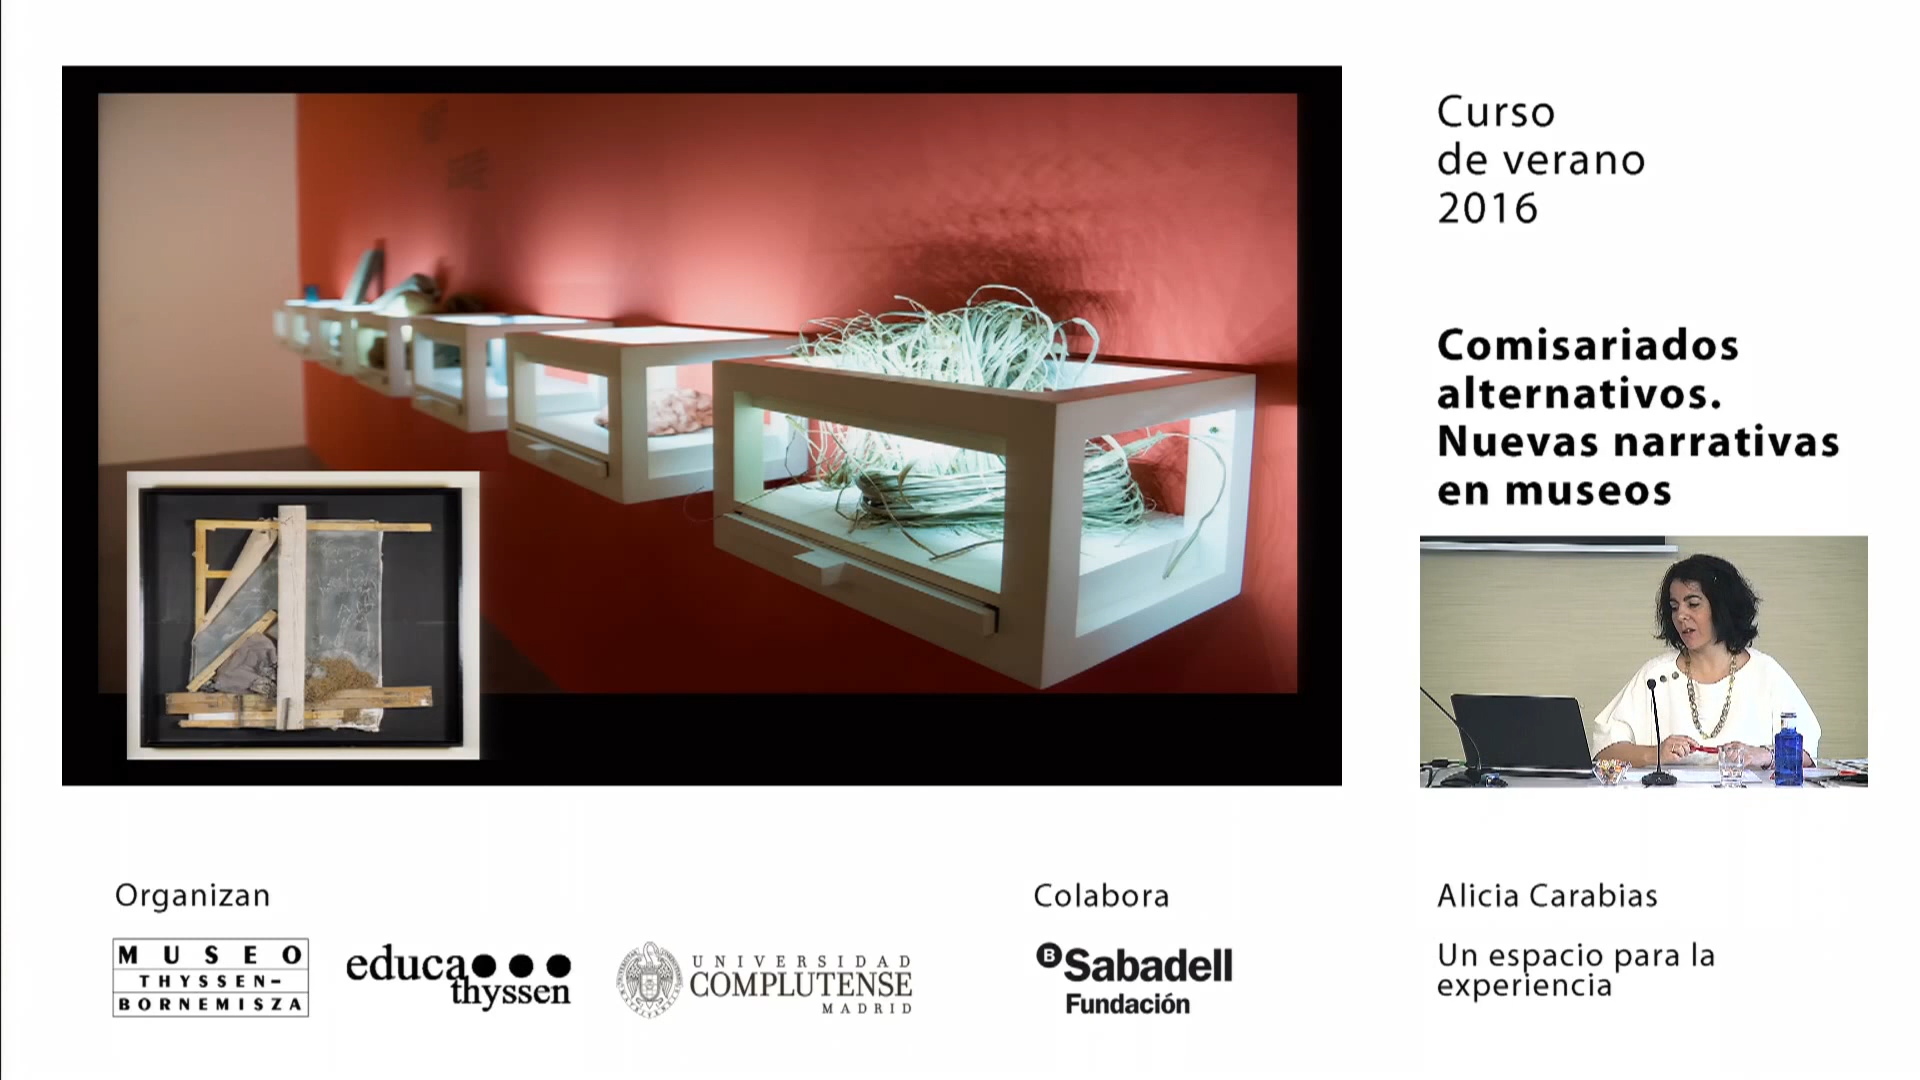 Curso
de verano
2016
Comisariados
alternativos.
Nuevas narrativas
en museos
Organizan
MUSEO
THYSSEN-
BORNEMISZA
educa
thyssen
UNIVERSIDAD
COMPLUTENSE
MADRID
Colabora
B Sabadell
Fundación
Alicia Carabias
Un espacio para la
experiencia